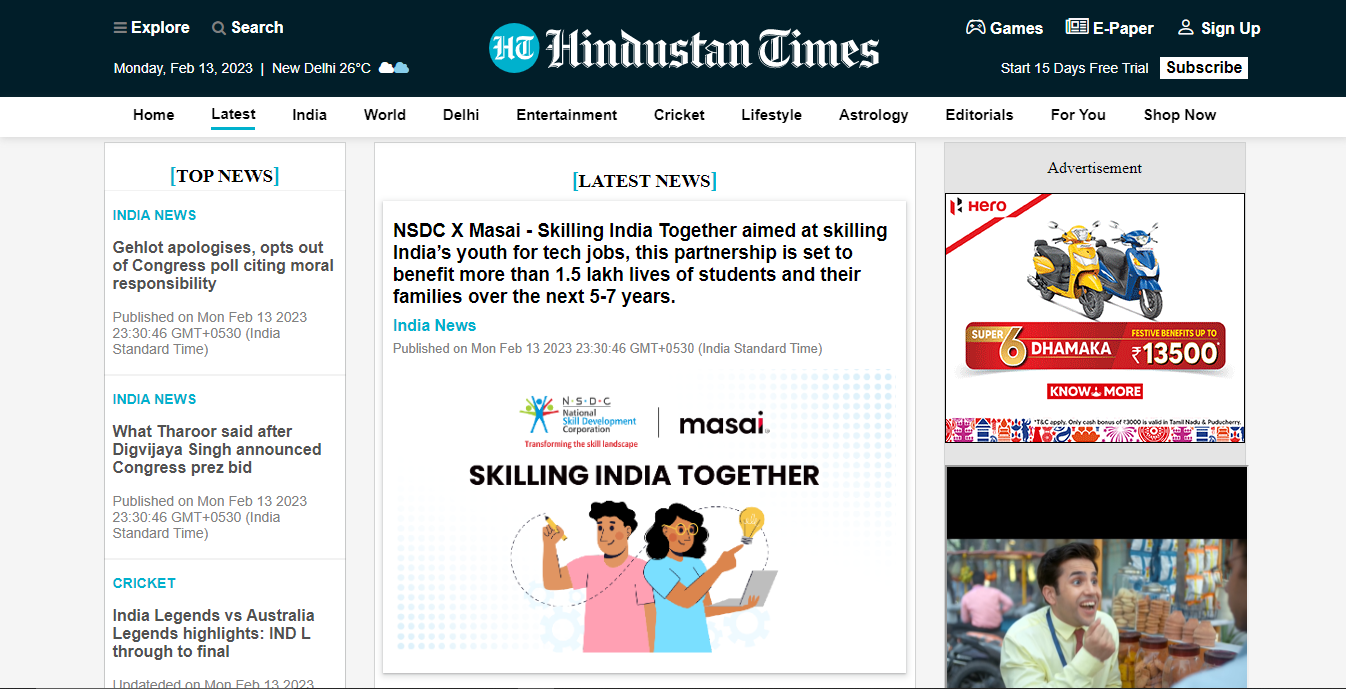 Explore
Search
Monday, Feb 13, 2023 | New Delhi 26°C
HT Hindustan Times
Games
E-Paper
Sign Up
Start 15 Days Free Trial
Subscribe
Home Latest India World Delhi Entertainment Cricket Lifestyle Astrology Editorials For You Shop Now
[TOP NEWS]
INDIA NEWS
Gehlot apologises, opts out
of Congress poll citing moral
responsibility
Published on Mon Feb 13 2023
23:30:46 GMT+0530 (India
Standard Time)
INDIA NEWS
What Tharoor said after
Digvijaya Singh announced
Congress prez bid
Published on Mon Feb 13 2023
23:30:46 GMT+0530 (India
Standard Time)
CRICKET
India Legends vs Australia
Legends highlights: IND L
through to final
Updateded on Mon Feb 13 2023
[LATEST NEWS]
NSDC X Masai - Skilling India Together aimed at skilling
India’s youth for tech jobs, this partnership is set to
benefit more than 1.5 lakh lives of students and their
families over the next 5-7 years.
India News
Published on Mon Feb 13 2023 23:30:46 GMT+0530 (India Standard Time)
N·S·D·C
National
Skill Development
Corporation
Transforming the skill landscape
masai.
SKILLING INDIA TOGETHER
Advertisement
Hero
SUPER
6
DHAMAKA
FESTIVE BENEFITS UP TO
₹13500*
KNOW MORE
*T&C apply. Only cash bonus of ₹3000 is valid in Tamil Nadu & Puducherry.